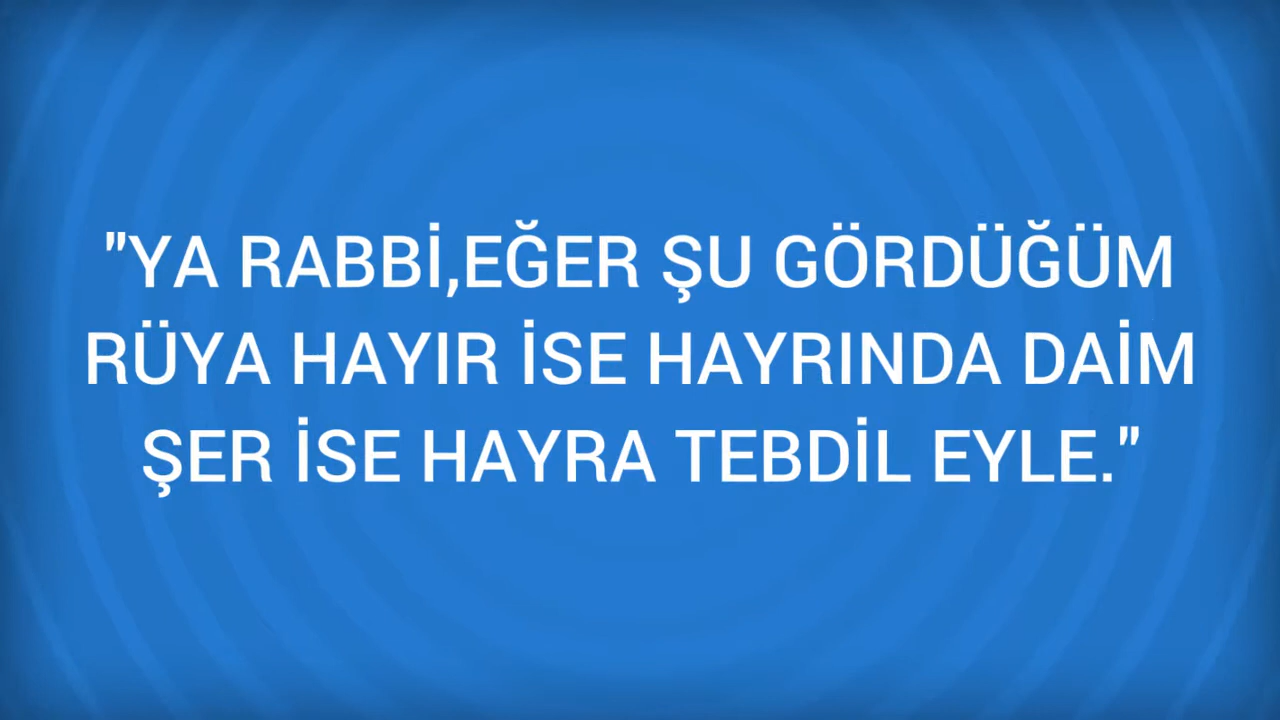 "YA RABBİ,EĞER ŞU GÖRDÜĞÜM
RÜYA HAYIR İSE HAYRINDA DAİM
ŞER İSE HAYRA TEBDİL EYLE."